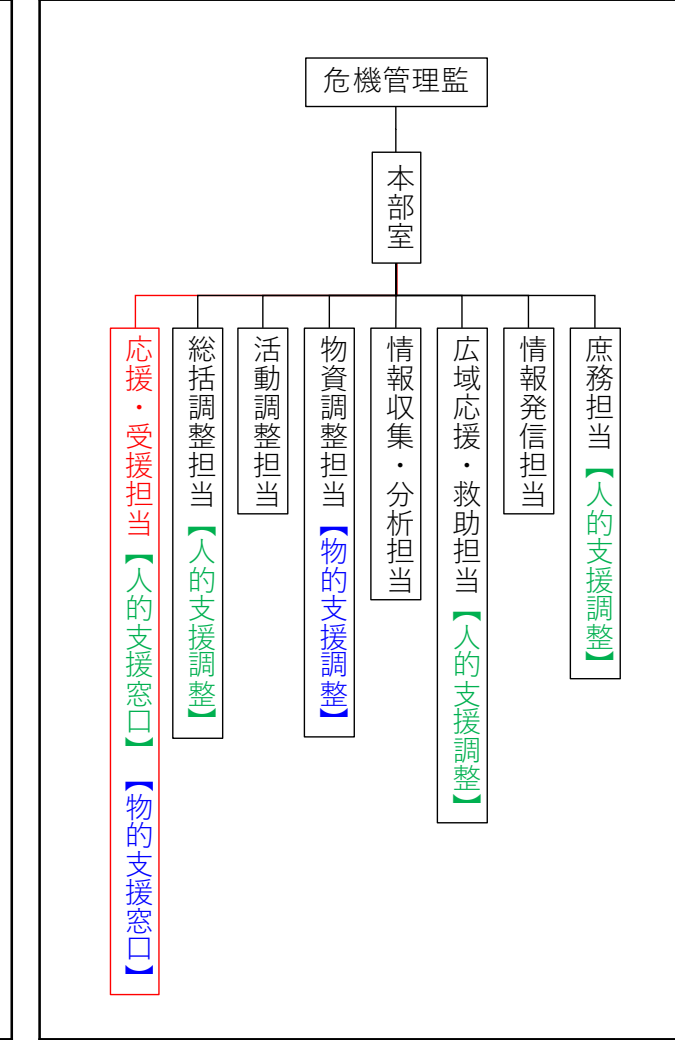 危機管理監
本部室
応援・受援担当【人的支援窓口】【物的支援窓口】
総括調整担当【人的支援調整】
活動調整担当
物資調整担当【物的支援調整】
情報収集・分析担当
広域応援・救助担当【人的支援調整】
情報発信担当
庶務担当【人的支援調整】